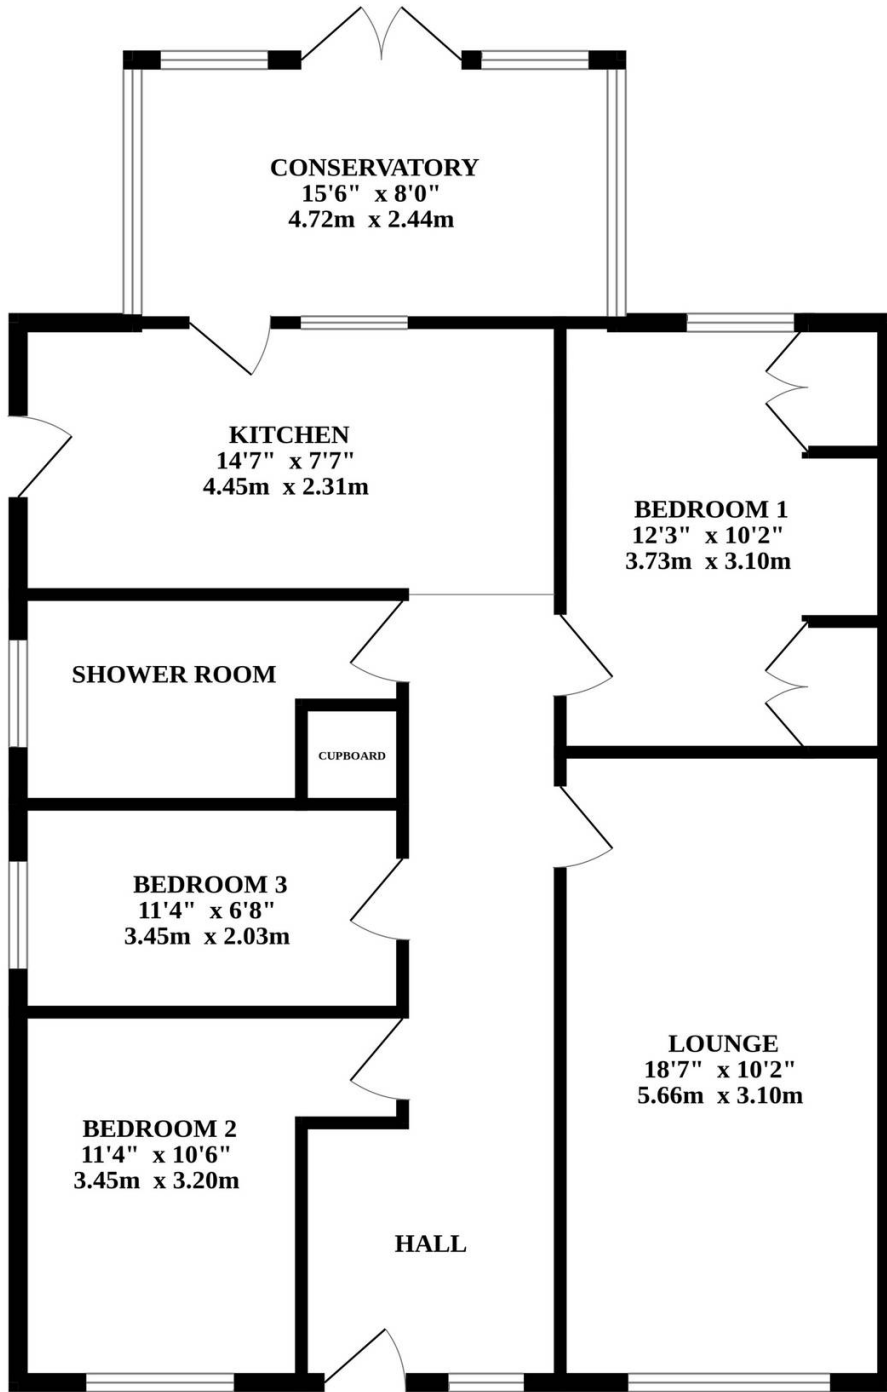 CONSERVATORY
15'6" x 8'0"
4.72m x 2.44m
KITCHEN
14'7" x 7'7"
4.45m x 2.31m
BEDROOM 1
12'3" x 10'2"
3.73m x 3.10m
SHOWER ROOM
CUPBOARD
BEDROOM 3
11'4" x 6'8"
3.45m x 2.03m
LOUNGE
18'7" x 10'2"
5.66m x 3.10m
BEDROOM 2
11'4" x 10'6"
3.45m x 3.20m
HALL